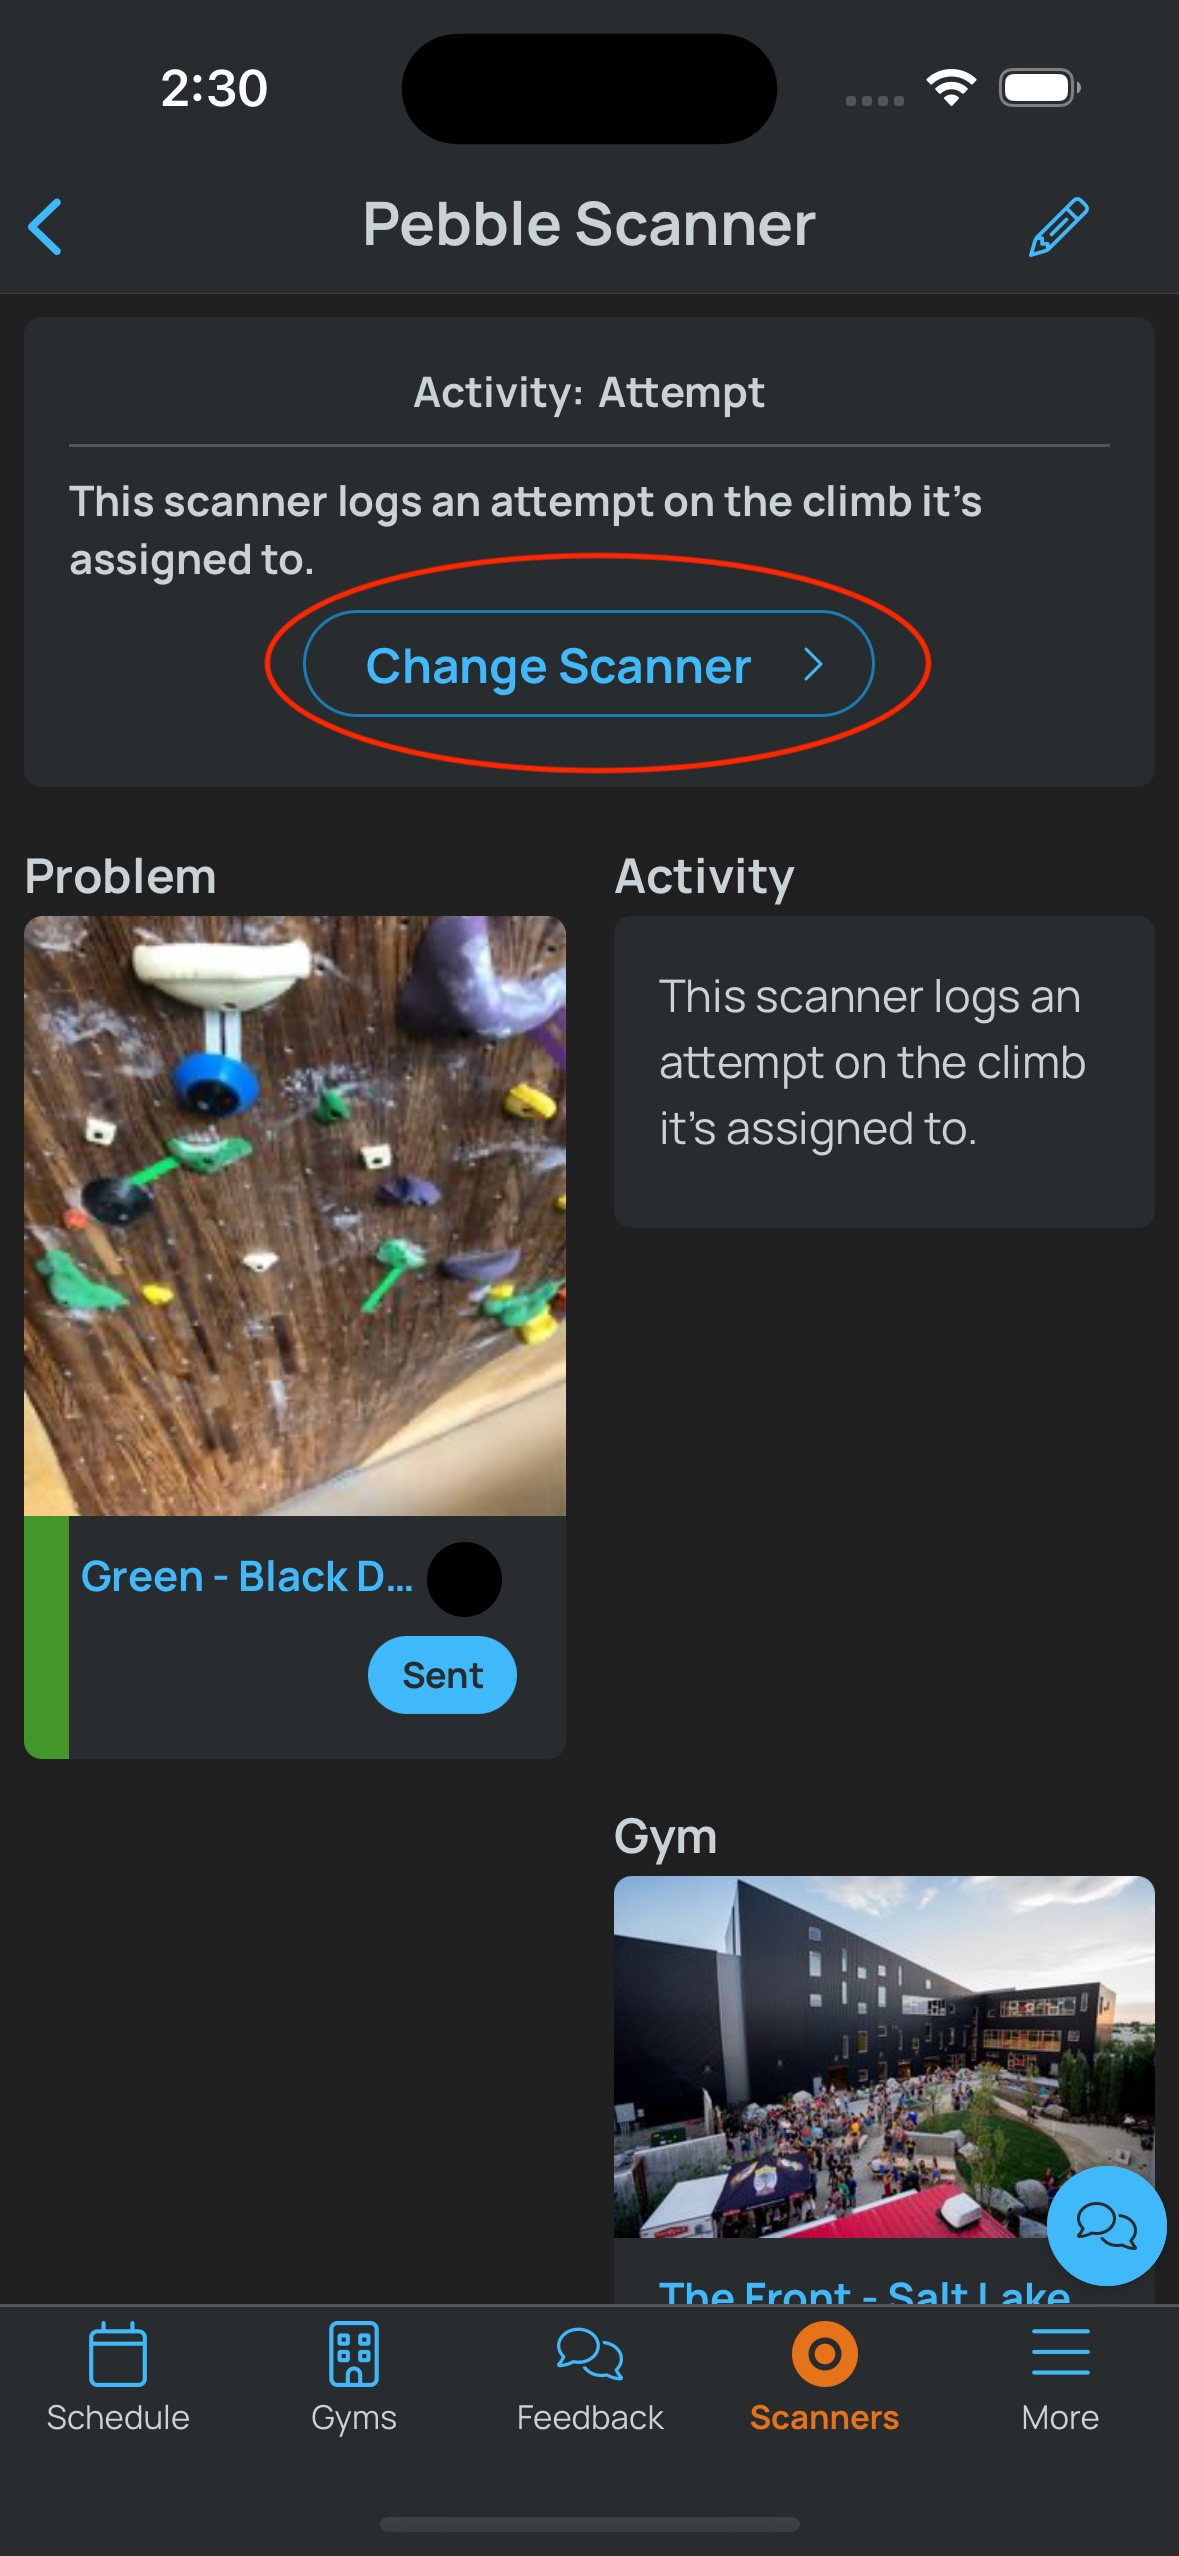 2:30
Pebble Scanner
Activity: Attempt
This scanner logs an attempt on the climb it's
assigned to.
Change Scanner
Problem
Activity
This scanner logs an
attempt on the climb
it's assigned to.
Green - Black D...
Sent
Gym
The Front - Salt Lake
Schedule
Gyms
Feedback
Scanners
More